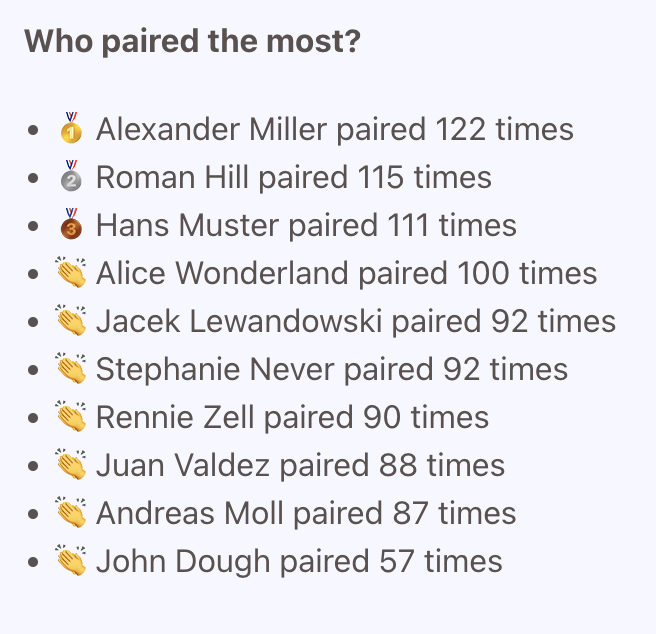 Who paired the most?
• 🥇 Alexander Miller paired 122 times
• 🥈 Roman Hill paired 115 times
• 🥉 Hans Muster paired 111 times
• 👏 Alice Wonderland paired 100 times
• 👏 Jacek Lewandowski paired 92 times
• 👏 Stephanie Never paired 92 times
• 👏 Rennie Zell paired 90 times
• 👏 Juan Valdez paired 88 times
• 👏 Andreas Moll paired 87 times
• 👏 John Dough paired 57 times